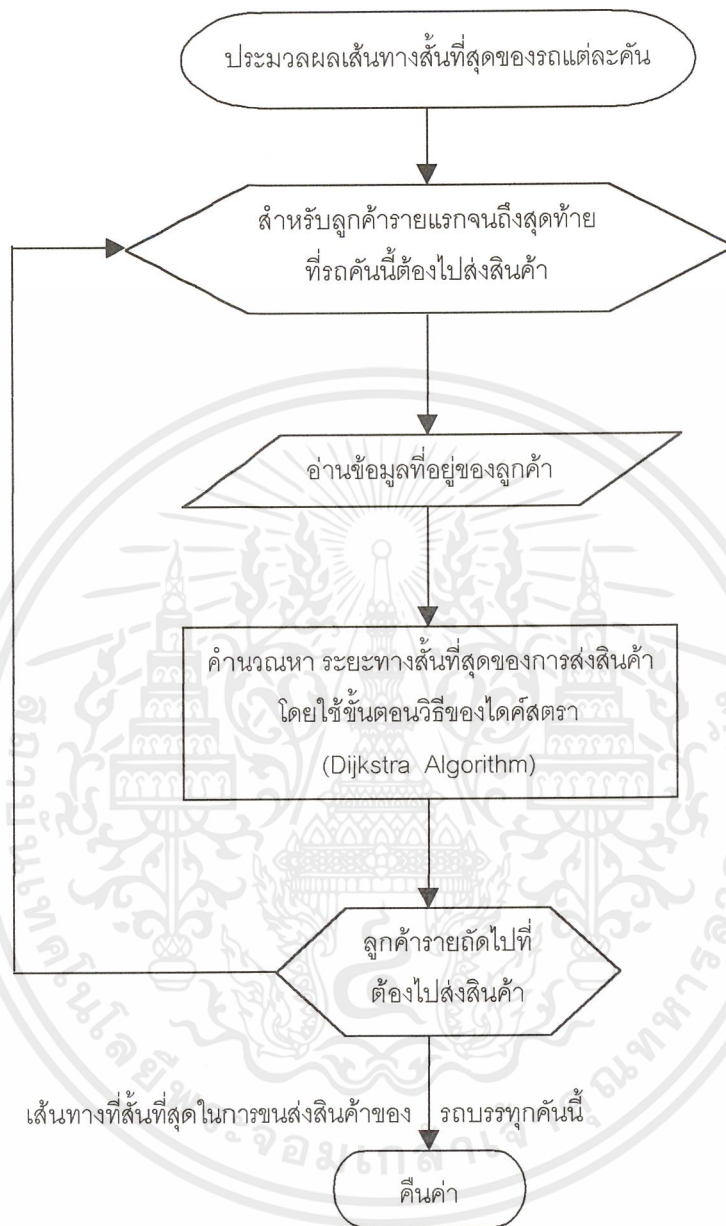 ประมวลผลเส้นทางสั้นที่สุดของรถแต่ละคัน
สำหรับลูกค้ารายแรกจนถึงสุดท้าย
ที่รถคันนี้ต้องไปส่งสินค้า
อ่านข้อมูลที่อยู่ของลูกค้า
คำนวณหา ระยะทางสั้นที่สุดของการส่งสินค้า
โดยใช้ขั้นตอนวิธีของไดค์สตรา
(Dijkstra Algorithm)
ลูกค้ารายถัดไปที่
ต้องไปส่งสินค้า
เส้นทางที่สั้นที่สุดในการขนส่งสินค้าของ รถบรรทุกคันนี้
คืนค่า